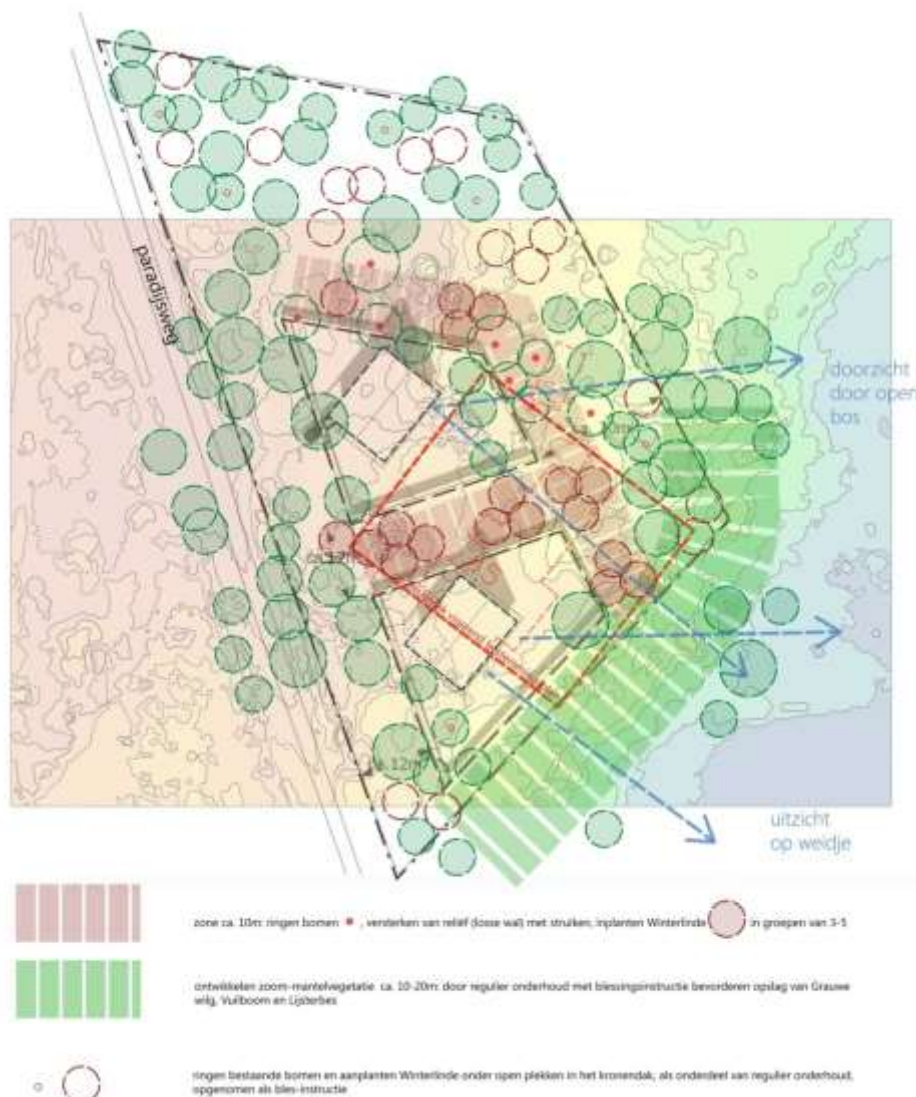 paradijsweg
doorzicht
door open
bos
ca. 12m
uitzicht
op weidje
zone ca. 10m: ringen bomen , versterken van reliëf (losse wal) met struiken, inplanten Winterlinde in groepen van 3-5
ontwikkelen zoom-mantelvegetatie ca. 10-20m: door regulier onderhoud met blessingsinstructie bevorderen opslag van Grauwe
wilg, Vuilboom en Lijsterbes
ringen bestaande bomen en aanplanten Winterlinde onder open plekken in het kronendak, als onderdeel van regulier onderhoud,
opgenomen als bles-instructie